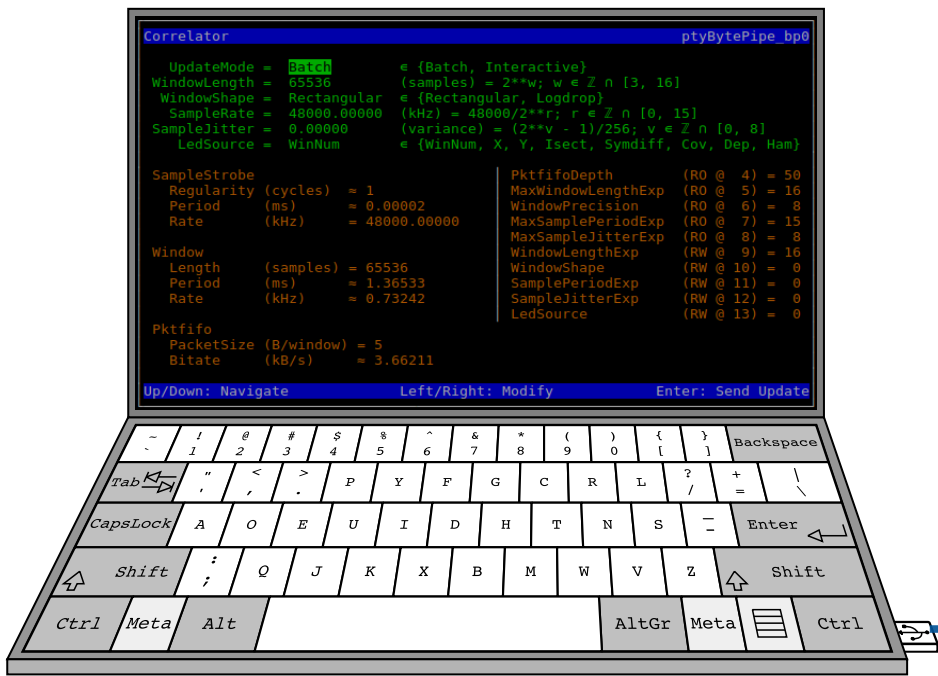 Correlator ptyBytePipe_bp0
UpdateMode = Batch ∊ {Batch, Interactive}
WindowLength = 65536 (samples) = 2**w; w ∊ ℤ ∩ [3, 16]
WindowShape = Rectangular ∊ {Rectangular, Logdrop}
SampleRate = 48000.00000 (kHz) = 48000/2**r; r ∊ ℤ ∩ [0, 15]
SampleJitter = 0.00000 (variance) = (2**v - 1)/256; v ∊ ℤ ∩ [0, 8]
LedSource = WinNum ∊ {WinNum, X, Y, Isect, Symdiff, Cov, Dep, Ham}
SampleStrobe
Regularity (cycles) ≈ 1
Period (ms) ≈ 0.00002
Rate (kHz) = 48000.00000
Window
Length (samples) = 65536
Period (ms) ≈ 1.36533
Rate (kHz) ≈ 0.73242
Pktfifo
PacketSize (B/window) = 5
Bitate (kB/s) ≈ 3.66211
PktfifoDepth (RO @ 4) = 50
MaxWindowLengthExp (RO @ 5) = 16
WindowPrecision (RO @ 6) = 8
MaxSamplePeriodExp (RO @ 7) = 15
MaxSampleJitterExp (RO @ 8) = 8
WindowLengthExp (RW @ 9) = 16
WindowShape (RW @ 10) = 0
SamplePeriodExp (RW @ 11) = 0
SampleJitterExp (RW @ 12) = 0
LedSource (RW @ 13) = 0
Up/Down: Navigate Left/Right: Modify Enter: Send Update
~ ! @ # $ % ^ & * ( ) { } Backspace
` 1 2 3 4 5 6 7 8 9 0 [ ]
Tab " < > P Y F G C R L ? + |
' , . / = \
CapsLock A O E U I D H T N S _ Enter
-
Shift : Q J K X B M W V Z Shift
;
Ctrl Meta Alt AltGr Meta Ctrl